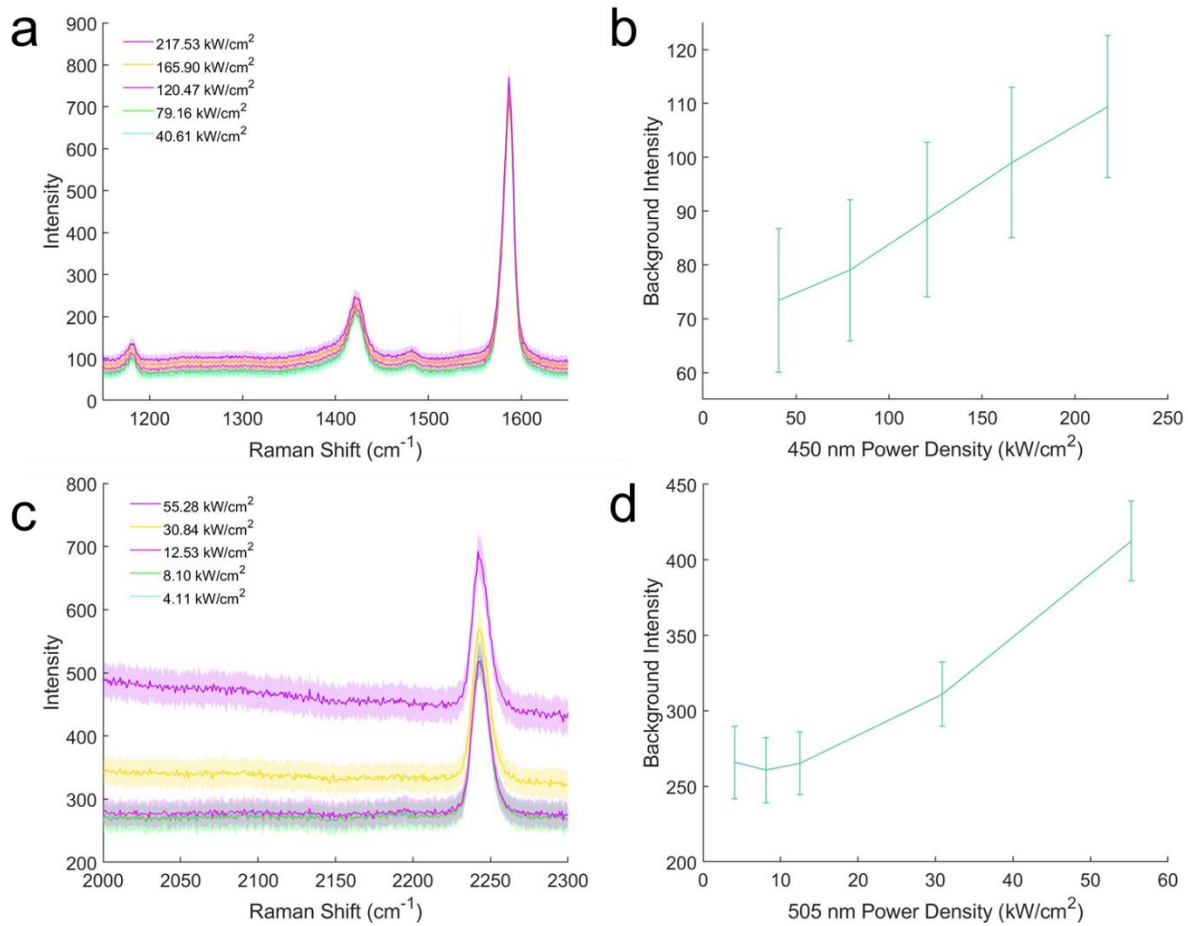 a
900
800
700
600
500
400
300
200
100
0
Intensity
217.53 kW/cm²
165.90 kW/cm²
120.47 kW/cm²
79.16 kW/cm²
40.61 kW/cm²
1200 1300 1400 1500 1600
Raman Shift (cm⁻¹)
b
120
110
100
90
80
70
60
Background Intensity
0 50 100 150 200 250
450 nm Power Density (kW/cm²)
c
800
700
600
500
400
300
200
Intensity
55.28 kW/cm²
30.84 kW/cm²
12.53 kW/cm²
8.10 kW/cm²
4.11 kW/cm²
2000 2050 2100 2150 2200 2250 2300
Raman Shift (cm⁻¹)
d
450
400
350
300
250
200
Background Intensity
0 10 20 30 40 50 60
505 nm Power Density (kW/cm²)